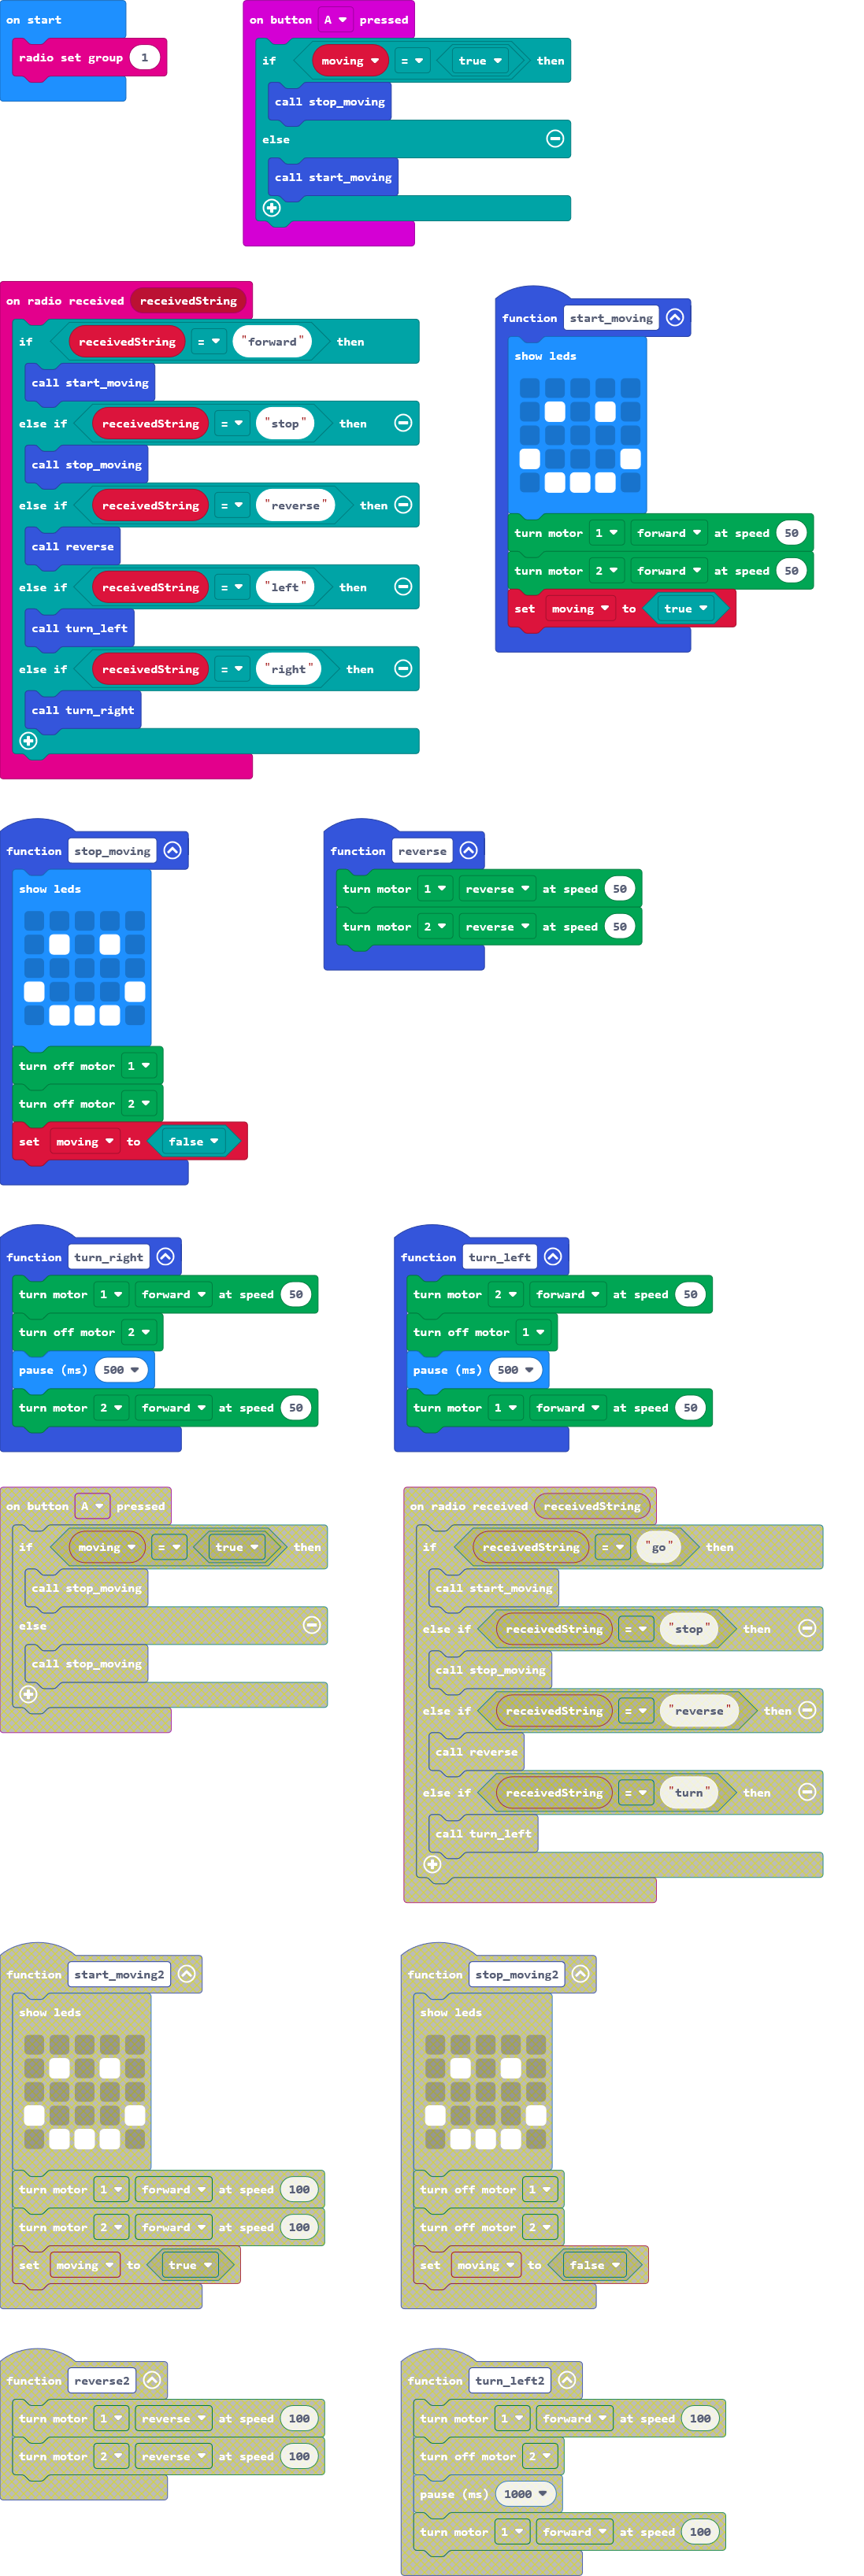 on start
radio set group 1
on button A pressed
if moving = true then
call stop_moving
else
call start_moving
on radio received receivedString
if receivedString = "forward" then
call start_moving
else if receivedString = "stop" then
call stop_moving
else if receivedString = "reverse" then
call reverse
else if receivedString = "left" then
call turn_left
else if receivedString = "right" then
call turn_right
function start_moving
show leds
turn motor 1 forward at speed 50
turn motor 2 forward at speed 50
set moving to true
function stop_moving
show leds
turn off motor 1
turn off motor 2
set moving to false
function reverse
turn motor 1 reverse at speed 50
turn motor 2 reverse at speed 50
function turn_right
turn motor 1 forward at speed 50
turn off motor 2
pause (ms) 500
turn motor 2 forward at speed 50
function turn_left
turn motor 2 forward at speed 50
turn off motor 1
pause (ms) 500
turn motor 1 forward at speed 50
on button A pressed
if moving = true then
call stop_moving
else
call stop_moving
on radio received receivedString
if receivedString = "go" then
call start_moving
else if receivedString = "stop" then
call stop_moving
else if receivedString = "reverse" then
call reverse
else if receivedString = "turn" then
call turn_left
function start_moving2
show leds
turn motor 1 forward at speed 100
turn motor 2 forward at speed 100
set moving to true
function stop_moving2
show leds
turn off motor 1
turn off motor 2
set moving to false
function reverse2
turn motor 1 reverse at speed 100
turn motor 2 reverse at speed 100
function turn_left2
turn motor 1 forward at speed 100
turn off motor 2
pause (ms) 1000
turn motor 1 forward at speed 100